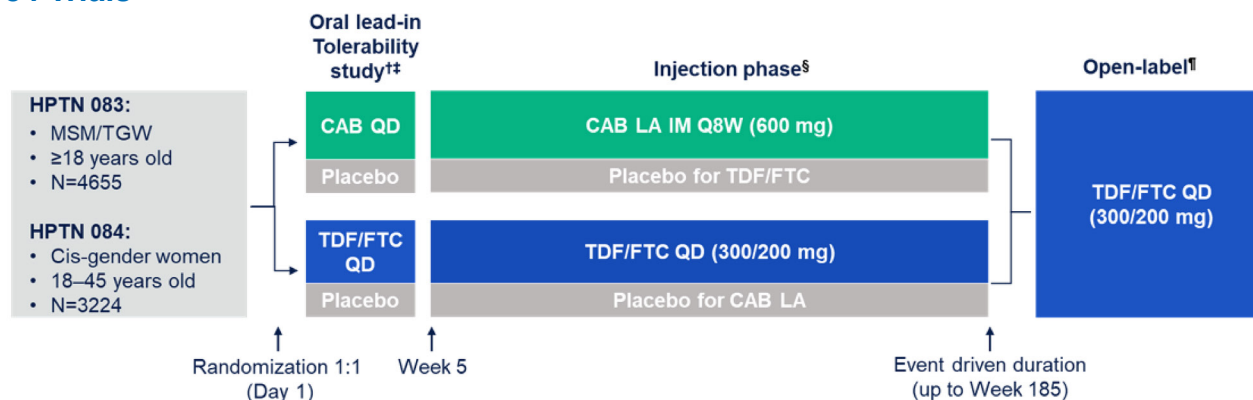 Oral lead-in
Tolerability
study†‡
Injection phase§
Open-label¶
HPTN 083:
• MSM/TGW
• ≥18 years old
• N=4655
HPTN 084:
• Cis-gender women
• 18–45 years old
• N=3224
CAB QD
Placebo
CAB LA IM Q8W (600 mg)
Placebo for TDF/FTC
TDF/FTC
QD
Placebo
TDF/FTC QD (300/200 mg)
Placebo for CAB LA
TDF/FTC QD
(300/200 mg)
Randomization 1:1
(Day 1)
Week 5
Event driven duration
(up to Week 185)